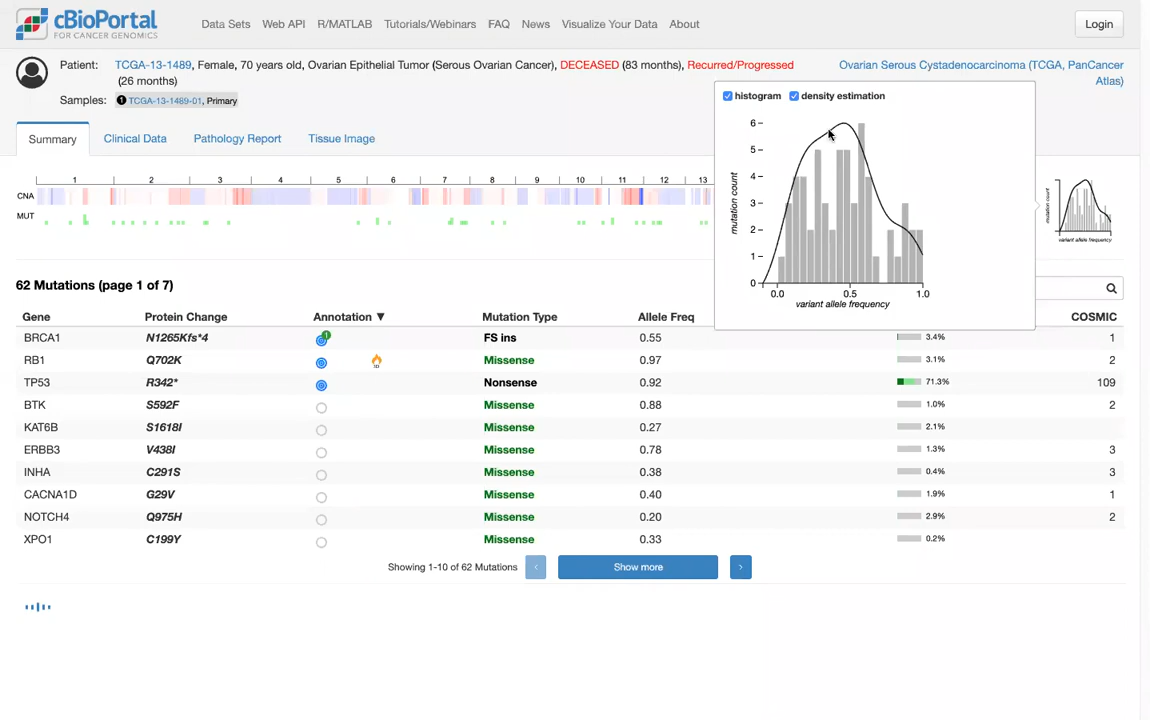 cBioPortal
FOR CANCER GENOMICS
Data Sets Web API R/MATLAB Tutorials/Webinars FAQ News Visualize Your Data About Login
Patient: TCGA-13-1489, Female, 70 years old, Ovarian Epithelial Tumor (Serous Ovarian Cancer), DECEASED (83 months), Recurred/Progressed
(26 months)
Ovarian Serous Cystadenocarcinoma (TCGA, PanCancer
Atlas)
Samples: 1 TCGA-13-1489-01, Primary
Summary Clinical Data Pathology Report Tissue Image
histogram density estimation
1 2 3 4 5 6 7 8 9 10 11 12 13
CNA
MUT
6
5
4
3
2
1
0
mutation count
0.0 0.5 1.0
variant allele frequency
mutation count
variant allele frequency
62 Mutations (page 1 of 7)
Gene Protein Change Annotation ▼ Mutation Type Allele Freq COSMIC
BRCA1 N1265Kfs*4 1 FS ins 0.55 3.4% 1
RB1 Q702K 3D Missense 0.97 3.1% 2
TP53 R342* Nonsense 0.92 71.3% 109
BTK S592F Missense 0.88 1.0% 2
KAT6B S1618I Missense 0.27 2.1%
ERBB3 V438I Missense 0.78 1.3% 3
INHA C291S Missense 0.38 0.4% 3
CACNA1D G29V Missense 0.40 1.9% 1
NOTCH4 Q975H Missense 0.20 2.9% 2
XPO1 C199Y Missense 0.33 0.2%
Showing 1-10 of 62 Mutations ‹ Show more ›